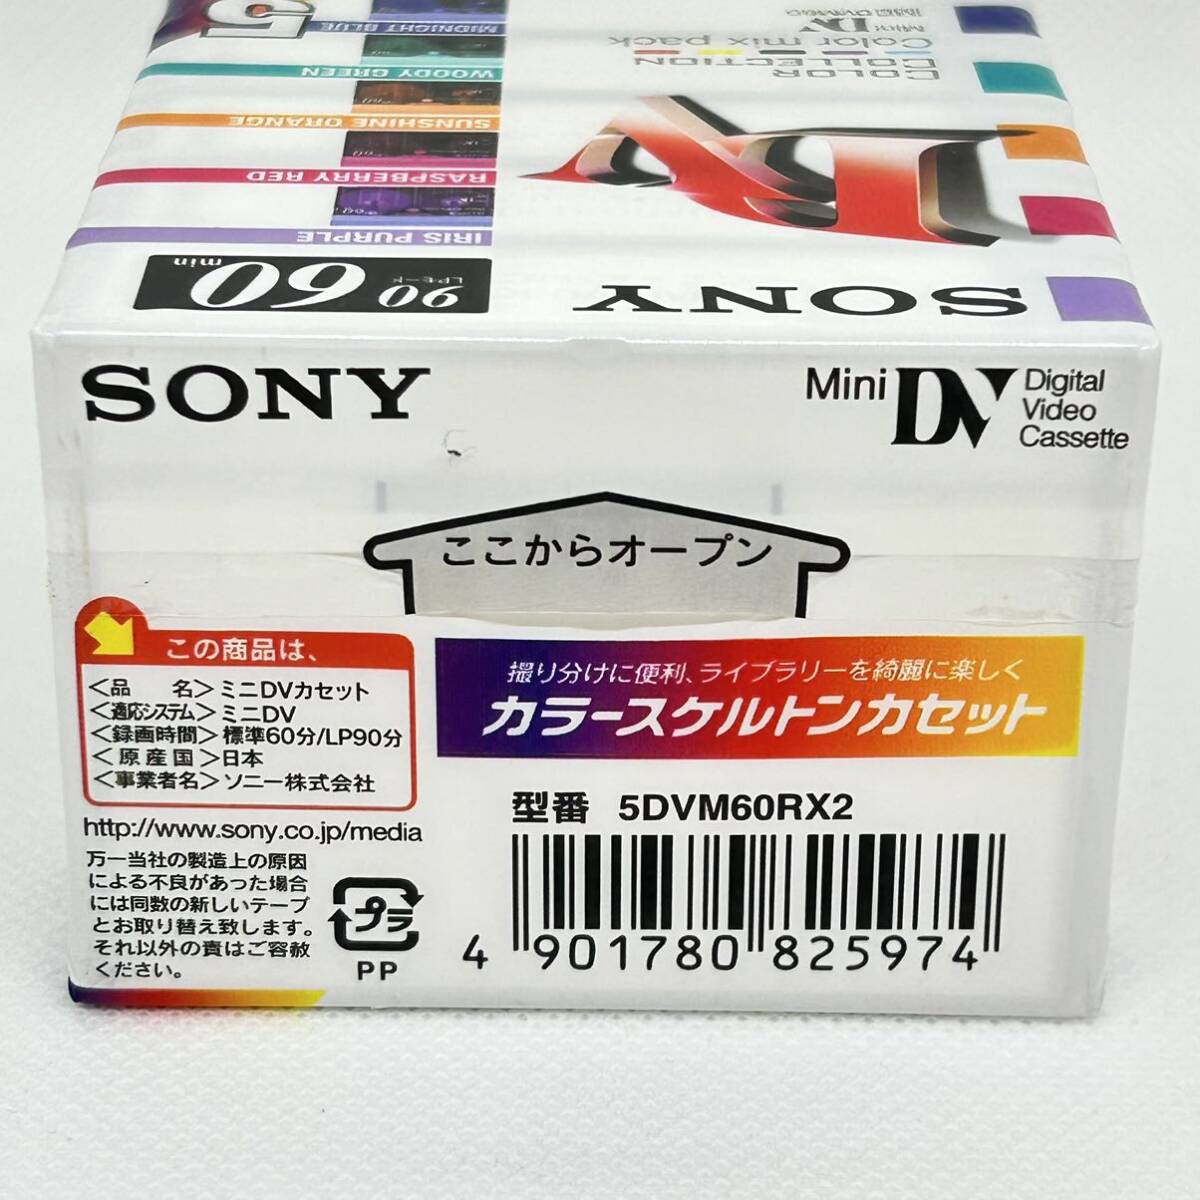 5
MIDNIGHT BLUE
WOODY GREEN
SUNSHINE ORANGE
RASPBERRY RED
IRIS PURPLE
Mini DV
Color mix pack
COLOR
COLLECTION
DV
90 60 min
LPモード
SONY
SONY
Mini DV Digital
Video
Cassette
ここからオープン
この商品は、
<品　名>ミニDVカセット
<適応システム>ミニDV
<録画時間>標準60分/LP90分
<原産国>日本
<事業者名>ソニー株式会社
http://www.sony.co.jp/media
万一当社の製造上の原因
による不良があった場合
には同数の新しいテープ
とお取り替え致します。
それ以外の責はご容赦
ください。
プラ
PP
撮り分けに便利、ライブラリーを綺麗に楽しく
カラースケルトンカセット
型番 5DVM60RX2
4 901780 825974